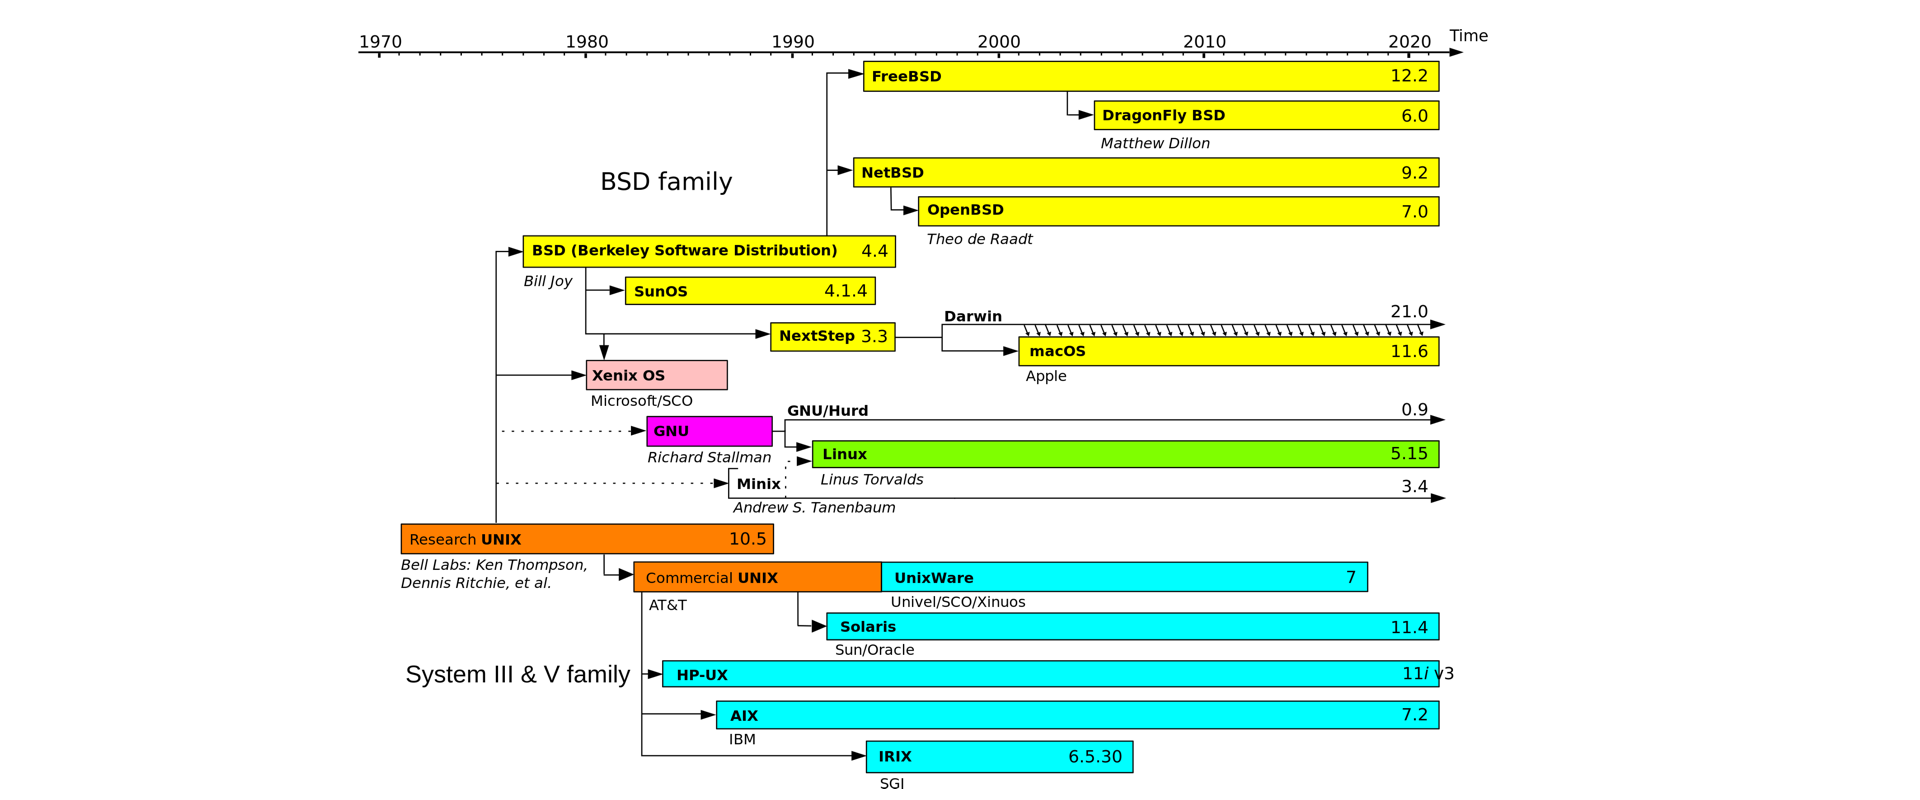 1970 1980 1990 2000 2010 2020 Time
FreeBSD 12.2
DragonFly BSD 6.0
Matthew Dillon
NetBSD 9.2
BSD family
OpenBSD 7.0
Theo de Raadt
BSD (Berkeley Software Distribution) 4.4
Bill Joy
SunOS 4.1.4
Darwin 21.0
NextStep 3.3
macOS 11.6
Apple
Xenix OS
Microsoft/SCO
GNU/Hurd 0.9
GNU
Richard Stallman
Linux 5.15
Linus Torvalds
Minix 3.4
Andrew S. Tanenbaum
Research UNIX 10.5
Bell Labs: Ken Thompson,
Dennis Ritchie, et al.
Commercial UNIX
AT&T
UnixWare 7
Univel/SCO/Xinuos
Solaris 11.4
Sun/Oracle
System III & V family
HP-UX 11i v3
AIX 7.2
IBM
IRIX 6.5.30
SGI